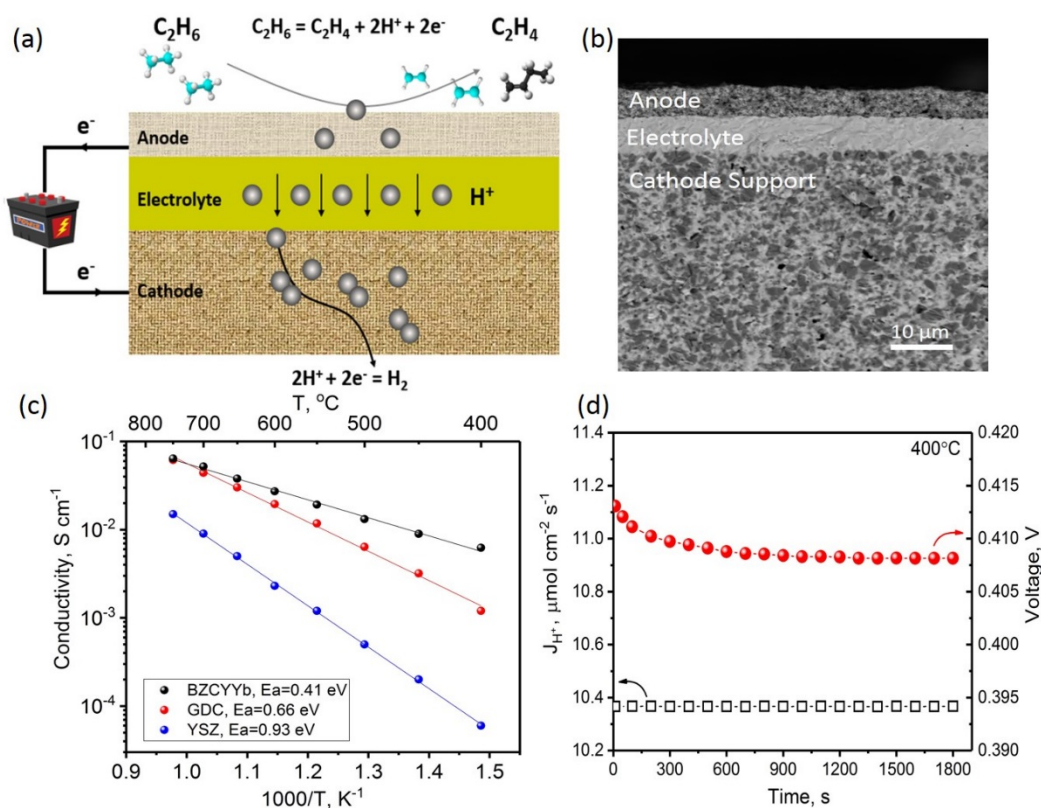 (a)
C₂H₆
C₂H₆ = C₂H₄ + 2H⁺ + 2e⁻
C₂H₄
e⁻
Anode
Electrolyte
H⁺
e⁻
Cathode
2H⁺ + 2e⁻ = H₂
(b)
Anode
Electrolyte
Cathode Support
10 µm
(c)
T, °C
800 700 600 500 400
10⁻¹
10⁻²
10⁻³
10⁻⁴
Conductivity, S cm⁻¹
BZCYYb, Ea=0.41 eV
GDC, Ea=0.66 eV
YSZ, Ea=0.93 eV
0.9 1.0 1.1 1.2 1.3 1.4 1.5
1000/T, K⁻¹
(d)
400°C
11.4
11.2
11.0
10.8
10.6
10.4
10.2
J_H⁺, µmol cm⁻² s⁻¹
0.420
0.415
0.410
0.405
0.400
0.395
0.390
Voltage, V
0 300 600 900 1200 1500 1800
Time, s